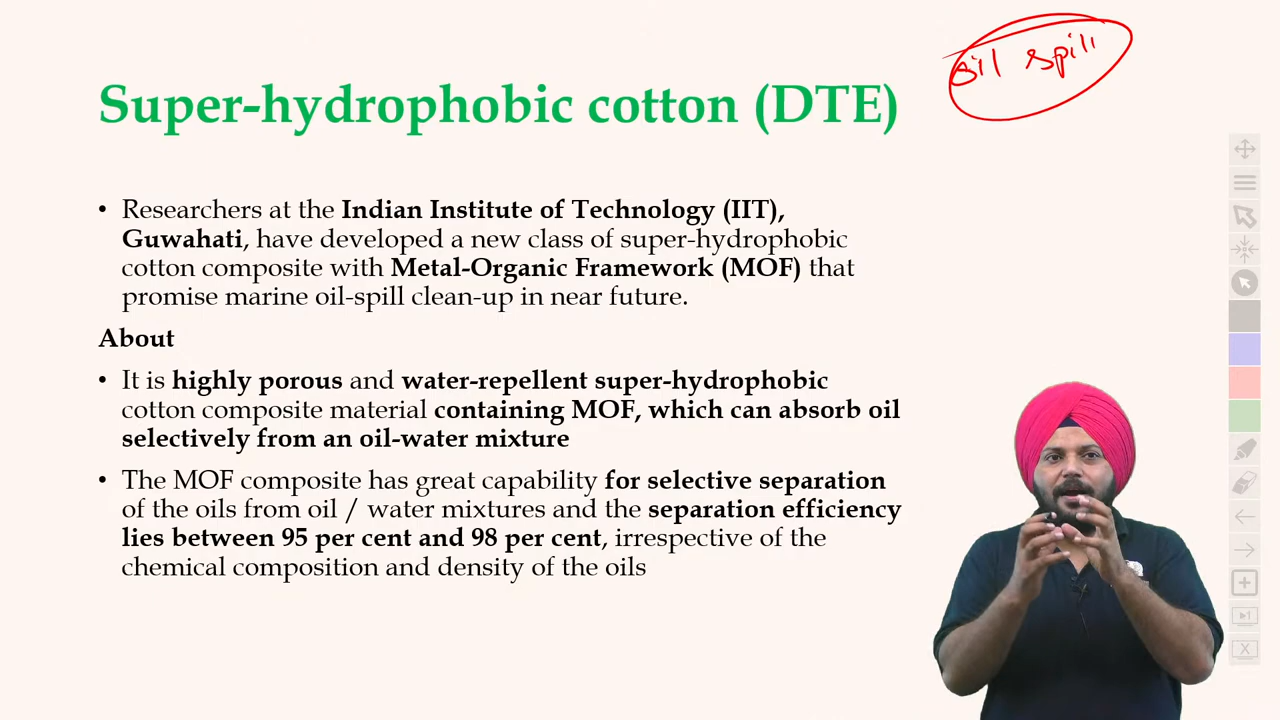 oil spill
Super-hydrophobic cotton (DTE)
• Researchers at the Indian Institute of Technology (IIT),
Guwahati, have developed a new class of super-hydrophobic
cotton composite with Metal-Organic Framework (MOF) that
promise marine oil-spill clean-up in near future.
About
• It is highly porous and water-repellent super-hydrophobic
cotton composite material containing MOF, which can absorb oil
selectively from an oil-water mixture
• The MOF composite has great capability for selective separation
of the oils from oil / water mixtures and the separation efficiency
lies between 95 per cent and 98 per cent, irrespective of the
chemical composition and density of the oils